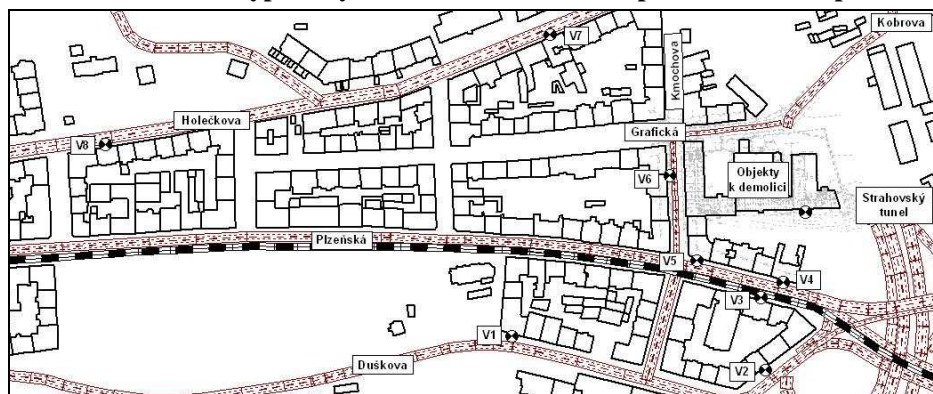 Kobrova
V7
Kmochova
Holečkova
Grafická
V8
V6
Objekty
k demolici
Strahovský
tunel
Plzeňská
V5
V4
V3
V1
Duškova
V2